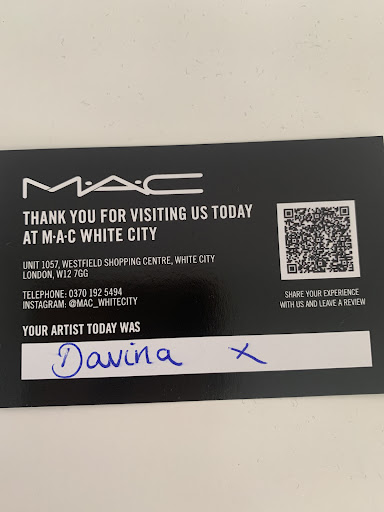 M·A·C
THANK YOU FOR VISITING US TODAY
AT M·A·C WHITE CITY
UNIT 1057, WESTFIELD SHOPPING CENTRE, WHITE CITY
LONDON, W12 7GG
TELEPHONE: 0370 192 5494
INSTAGRAM: @MAC_WHITECITY
SHARE YOUR EXPERIENCE
WITH US AND LEAVE A REVIEW
YOUR ARTIST TODAY WAS
Davina x